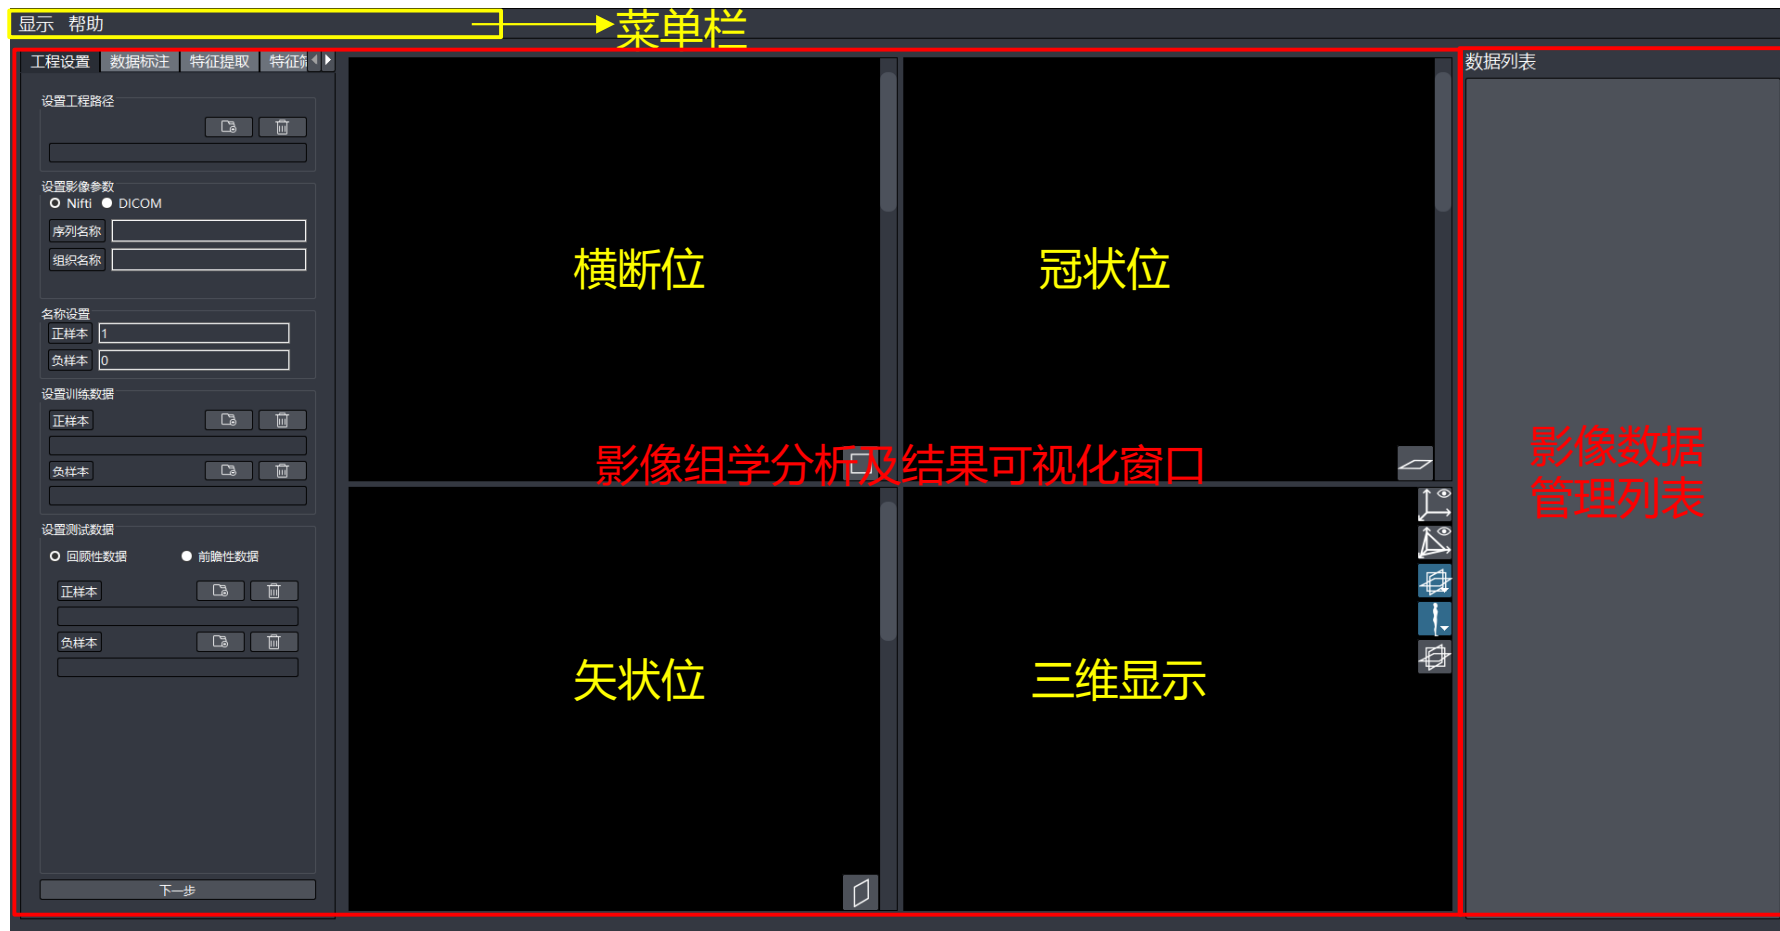 显示 帮助
菜单栏
工程设置 数据标注 特征提取 特征
数据列表
设置工程路径
设置影像参数
Nifti DICOM
序列名称
组织名称
名称设置
正样本 1
负样本 0
设置训练数据
正样本
负样本
设置测试数据
回顾性数据 前瞻性数据
正样本
负样本
下一步
横断位
冠状位
影像组学分析及结果可视化窗口
矢状位
三维显示
影像数据
管理列表